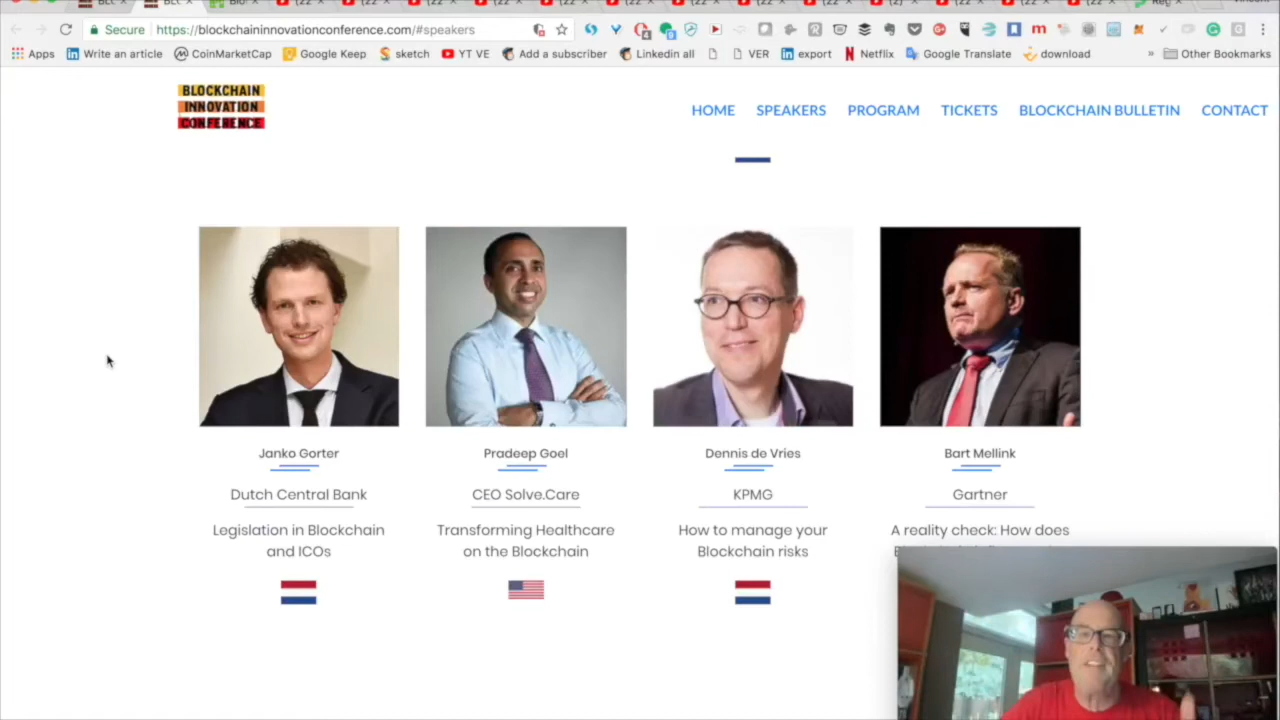 Secure https://blockchaininnovationconference.com/#speakers
Apps Write an article CoinMarketCap Google Keep sketch YT VE Add a subscriber Linkedin all VER export Netflix Google Translate download » Other Bookmarks
BLOCKCHAIN
INNOVATION
CONFERENCE
HOME SPEAKERS PROGRAM TICKETS BLOCKCHAIN BULLETIN CONTACT
Janko Gorter
Dutch Central Bank
Legislation in Blockchain
and ICOs
Pradeep Goel
CEO Solve.Care
Transforming Healthcare
on the Blockchain
Dennis de Vries
KPMG
How to manage your
Blockchain risks
Bart Mellink
Gartner
A reality check: How does